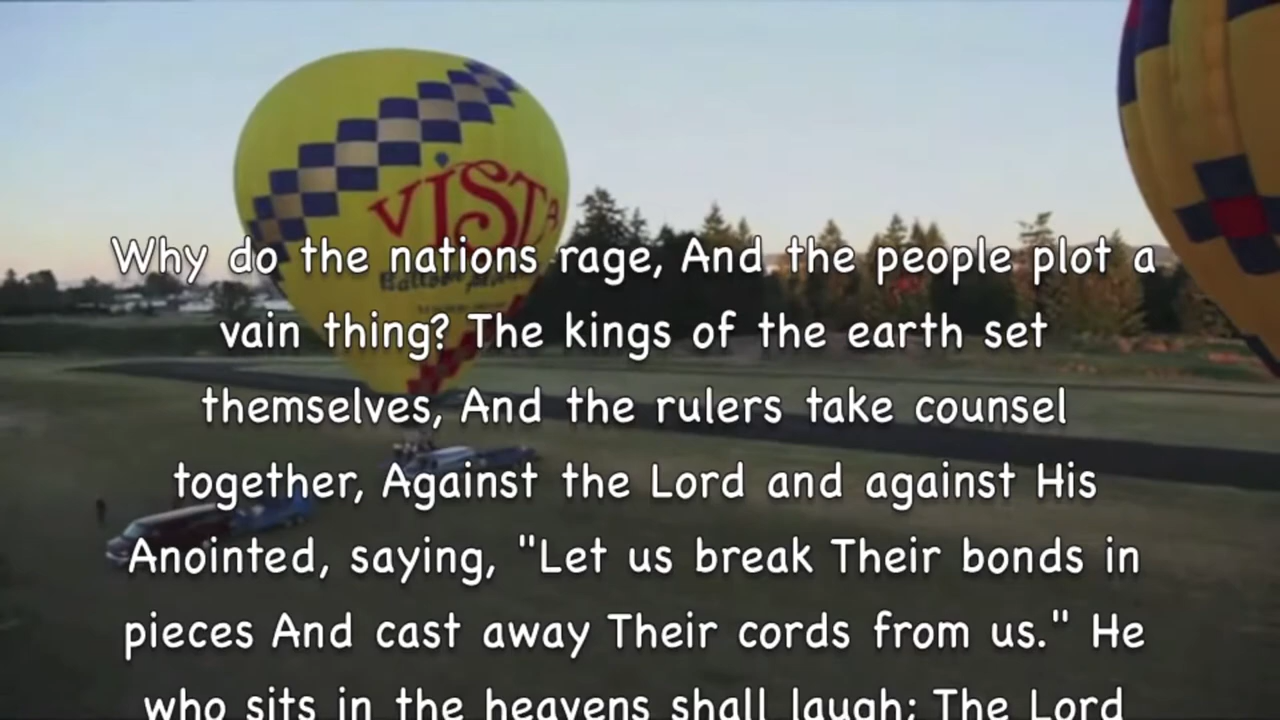 VISTA
Why do the nations rage, And the people plot a
vain thing? The kings of the earth set
themselves, And the rulers take counsel
together, Against the Lord and against His
Anointed, saying, "Let us break Their bonds in
pieces And cast away Their cords from us." He
who sits in the heavens shall laugh; The Lord